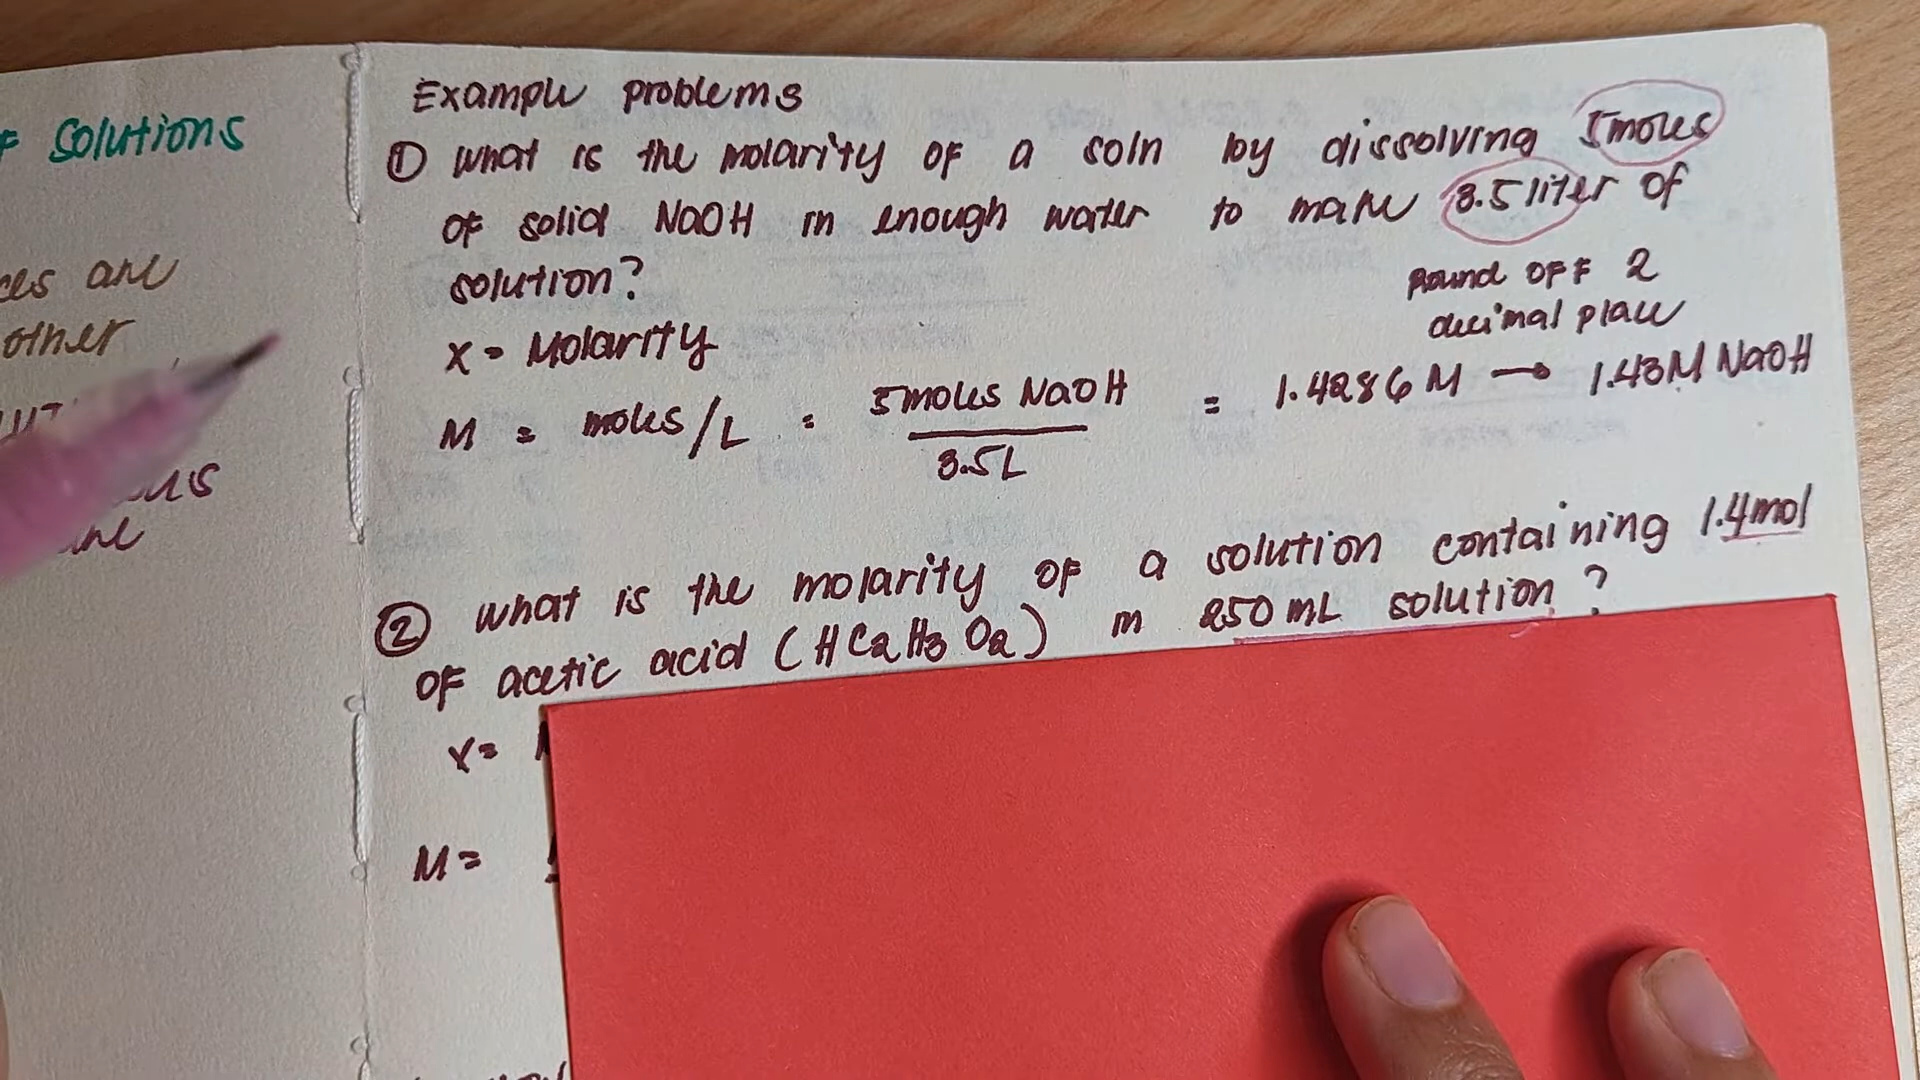 F solutions
ces are
other
us
Example problems
① What is the molarity of a soln by dissolving 5moles
of solid NaOH in enough water to make 3.5 liter of
solution?
Round off 2
decimal place
X = Molarity
M = moles/L = 5moles NaOH = 1.4286 M → 1.43M NaOH
3.5L
② What is the molarity of a solution containing 1.4mol
of acetic acid (HC2H3O2) in 250 mL solution?
X=
M=